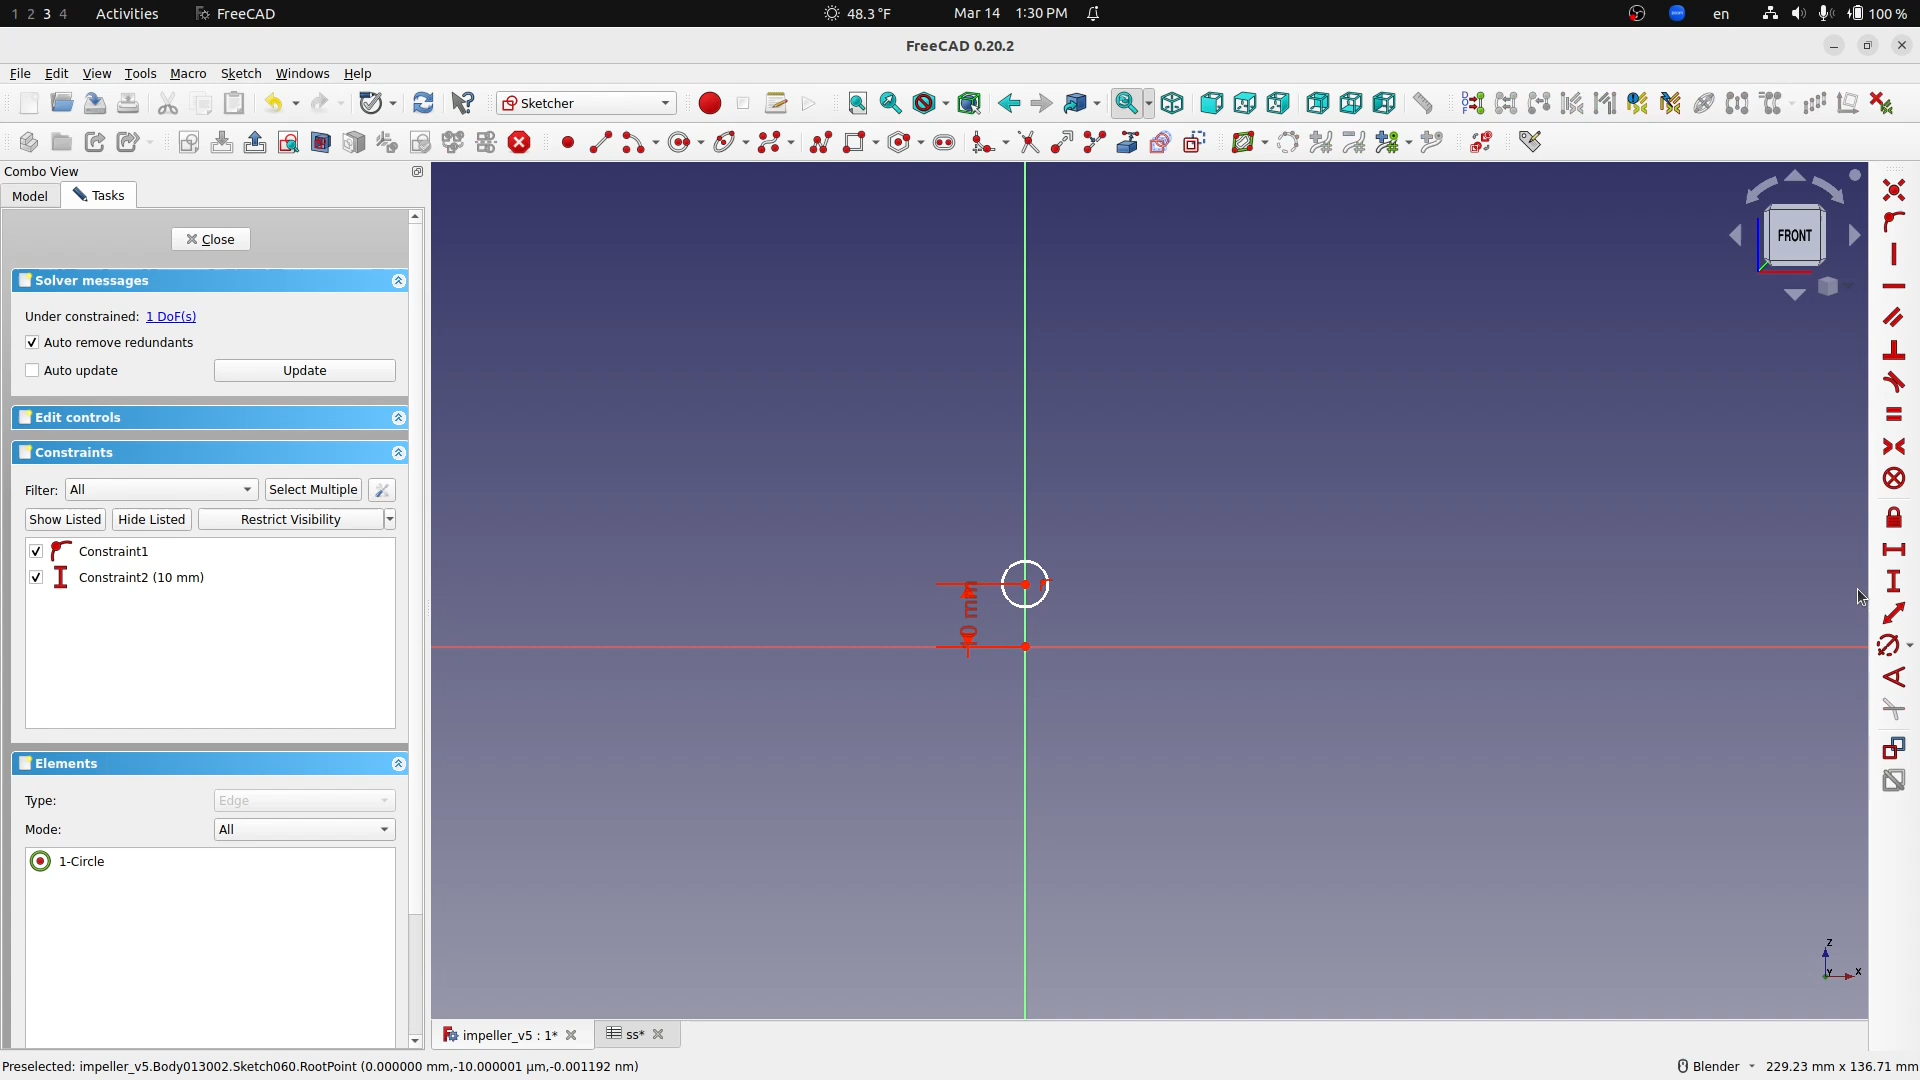 1 2 3 4 Activities FreeCAD 48.3 °F Mar 14 1:30 PM en 100 %
FreeCAD 0.20.2
File Edit View Tools Macro Sketch Windows Help
Sketcher
Combo View
Model Tasks
Close
Solver messages
Under constrained: 1 DoF(s)
Auto remove redundants
Auto update Update
Edit controls
Constraints
Filter: All Select Multiple
Show Listed Hide Listed Restrict Visibility
Constraint1
Constraint2 (10 mm)
Elements
Type: Edge
Mode: All
1-Circle
FRONT
10 mm
Z
Y X
impeller_v5 : 1* ss*
Preselected: impeller_v5.Body013002.Sketch060.RootPoint (0.000000 mm,-10.000001 µm,-0.001192 nm) Blender 229.23 mm x 136.71 mm